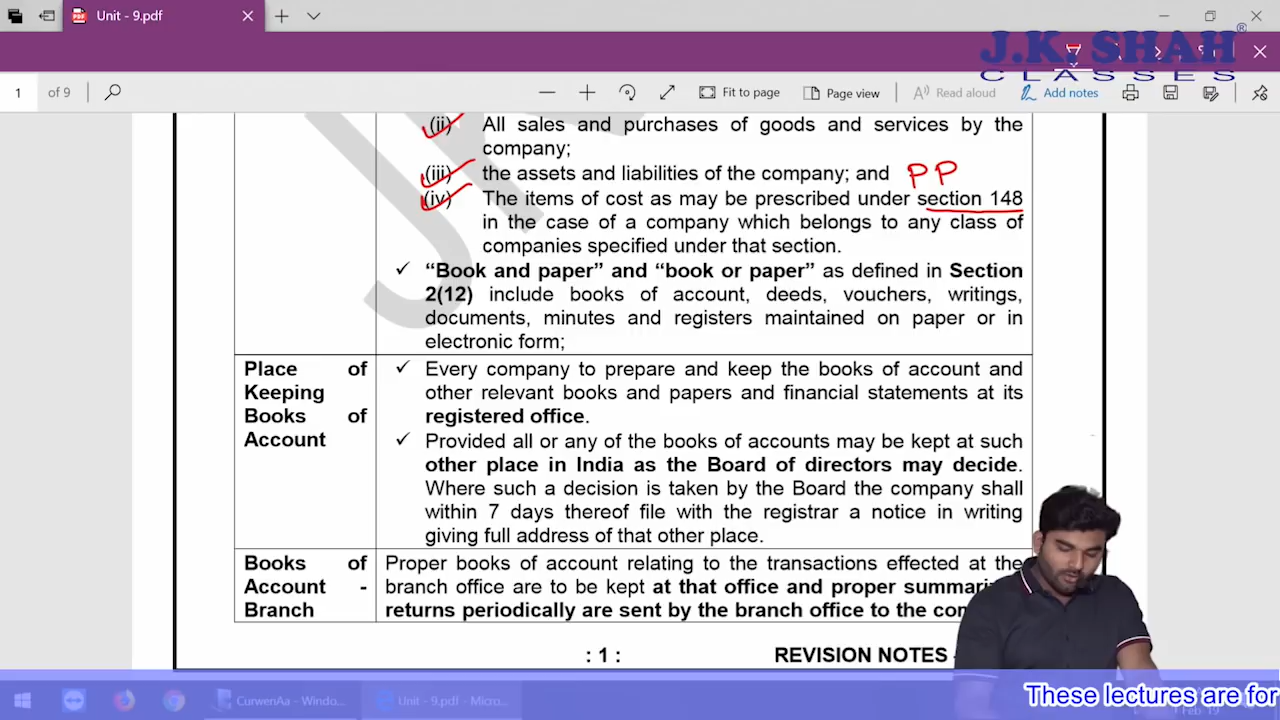 Unit - 9.pdf
J.K. SHAH®
CLASSES
1 of 9
Fit to page
Page view
Read aloud
Add notes
(ii) All sales and purchases of goods and services by the
company;
(iii) the assets and liabilities of the company; and PP
(iv) The items of cost as may be prescribed under section 148
in the case of a company which belongs to any class of
companies specified under that section.
✓ “Book and paper” and “book or paper” as defined in Section
2(12) include books of account, deeds, vouchers, writings,
documents, minutes and registers maintained on paper or in
electronic form;
Place of
Keeping
Books of
Account
✓ Every company to prepare and keep the books of account and
other relevant books and papers and financial statements at its
registered office.
✓ Provided all or any of the books of accounts may be kept at such
other place in India as the Board of directors may decide.
Where such a decision is taken by the Board the company shall
within 7 days thereof file with the registrar a notice in writing
giving full address of that other place.
Books of
Account -
Branch
Proper books of account relating to the transactions effected at the
branch office are to be kept at that office and proper summari
returns periodically are sent by the branch office to the com
: 1 :
REVISION NOTES
CurwenAa - Windo...
Unit - 9.pdf - Micro...
These lectures are for